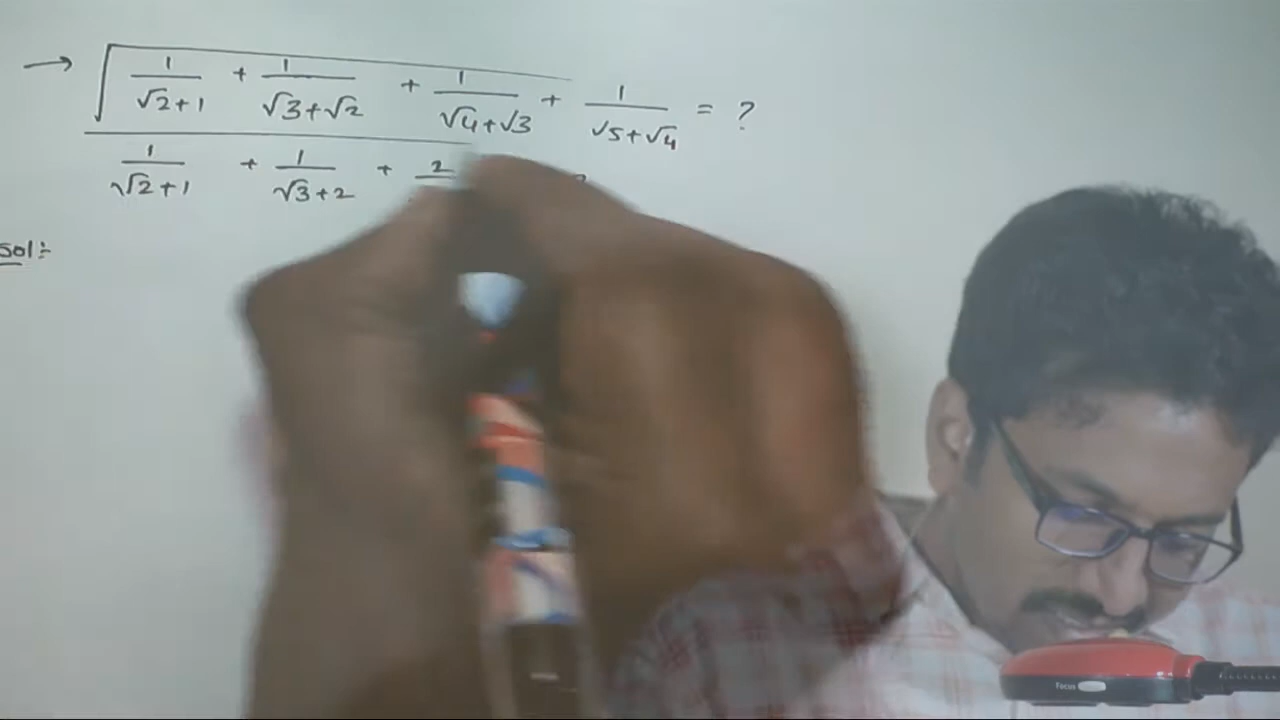 → √ 1/(√2+1) + 1/(√3+√2) + 1/(√4+√3) + 1/(√5+√4) = ?
1/(√2+1) + 1/(√3+2) + 2
Sol:-
Tocus